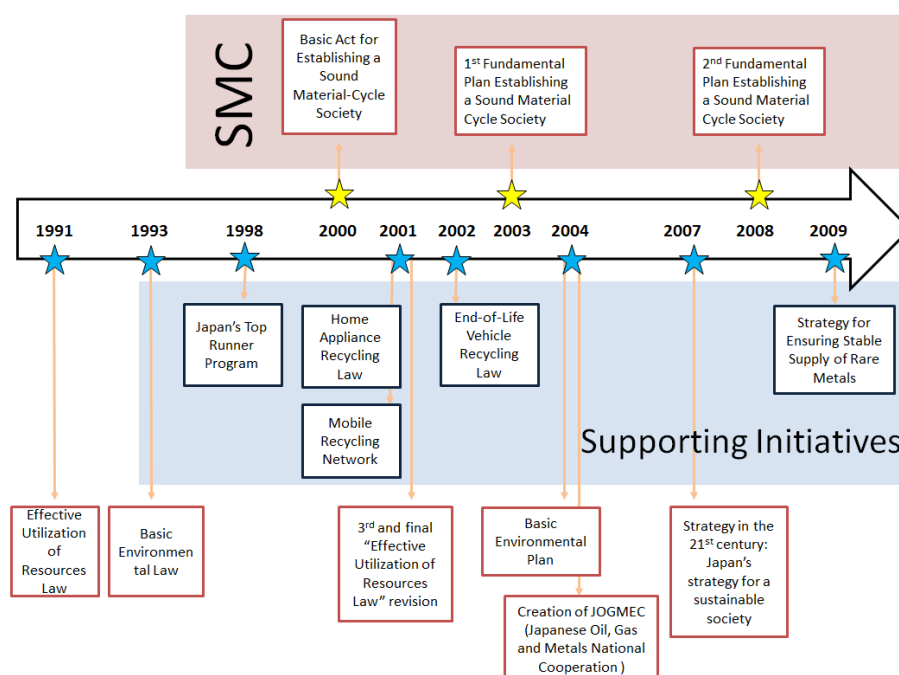 SMC
Basic Act for
Establishing a
Sound
Material-Cycle
Society
1st Fundamental
Plan Establishing
a Sound Material
Cycle Society
2nd Fundamental
Plan Establishing
a Sound Material
Cycle Society
1991
1993
1998
2000
2001
2002
2003
2004
2007
2008
2009
Japan's Top
Runner
Program
Home
Appliance
Recycling
Law
End-of-Life
Vehicle
Recycling
Law
Strategy for
Ensuring Stable
Supply of Rare
Metals
Mobile
Recycling
Network
Supporting Initiatives
Effective
Utilization
of
Resources
Law
Basic
Environmen
tal Law
3rd and final
“Effective
Utilization of
Resources
Law” revision
Basic
Environmental
Plan
Strategy in the
21st century:
Japan's
strategy for a
sustainable
society
Creation of JOGMEC
(Japanese Oil, Gas
and Metals National
Cooperation )